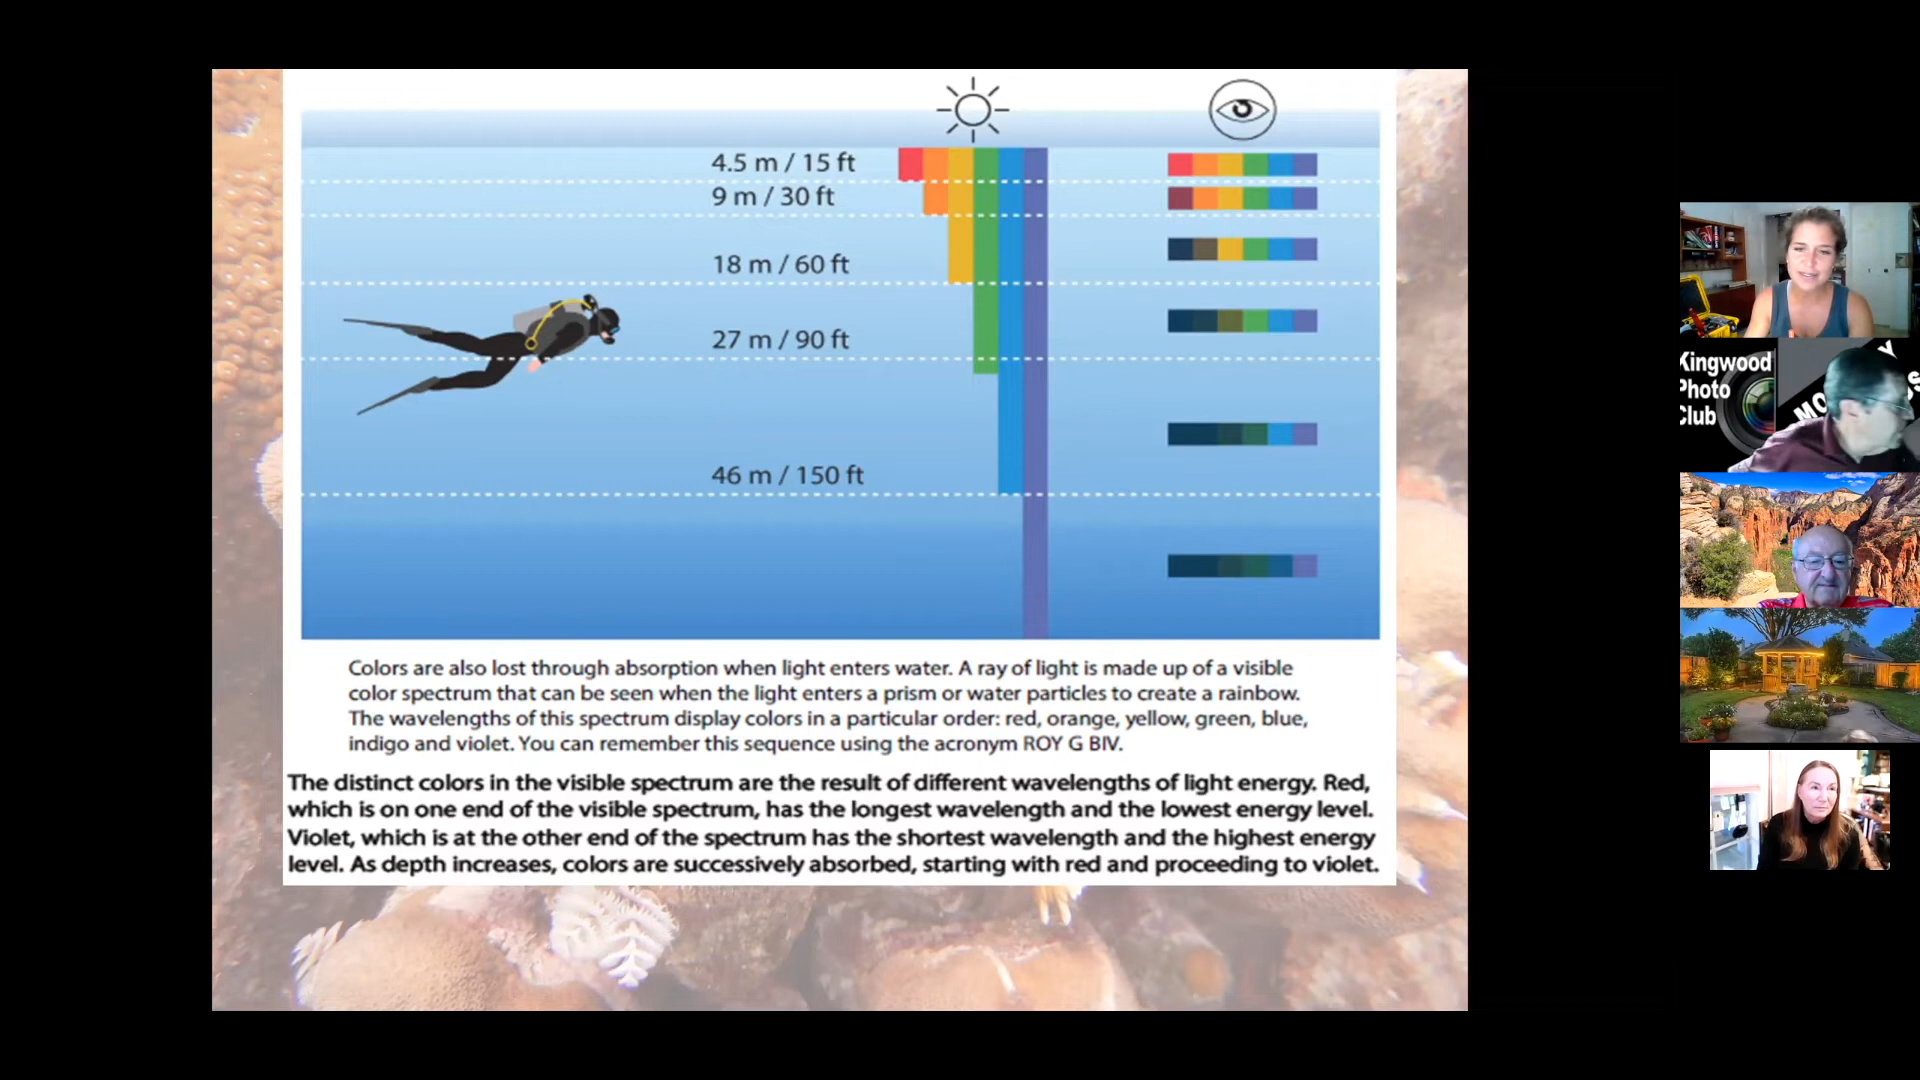 4.5 m / 15 ft
9 m / 30 ft
18 m / 60 ft
27 m / 90 ft
46 m / 150 ft
Colors are also lost through absorption when light enters water. A ray of light is made up of a visible
color spectrum that can be seen when the light enters a prism or water particles to create a rainbow.
The wavelengths of this spectrum display colors in a particular order: red, orange, yellow, green, blue,
indigo and violet. You can remember this sequence using the acronym ROY G BIV.
The distinct colors in the visible spectrum are the result of different wavelengths of light energy. Red,
which is on one end of the visible spectrum, has the longest wavelength and the lowest energy level.
Violet, which is at the other end of the spectrum has the shortest wavelength and the highest energy
level. As depth increases, colors are successively absorbed, starting with red and proceeding to violet.
Kingwood
Photo
Club